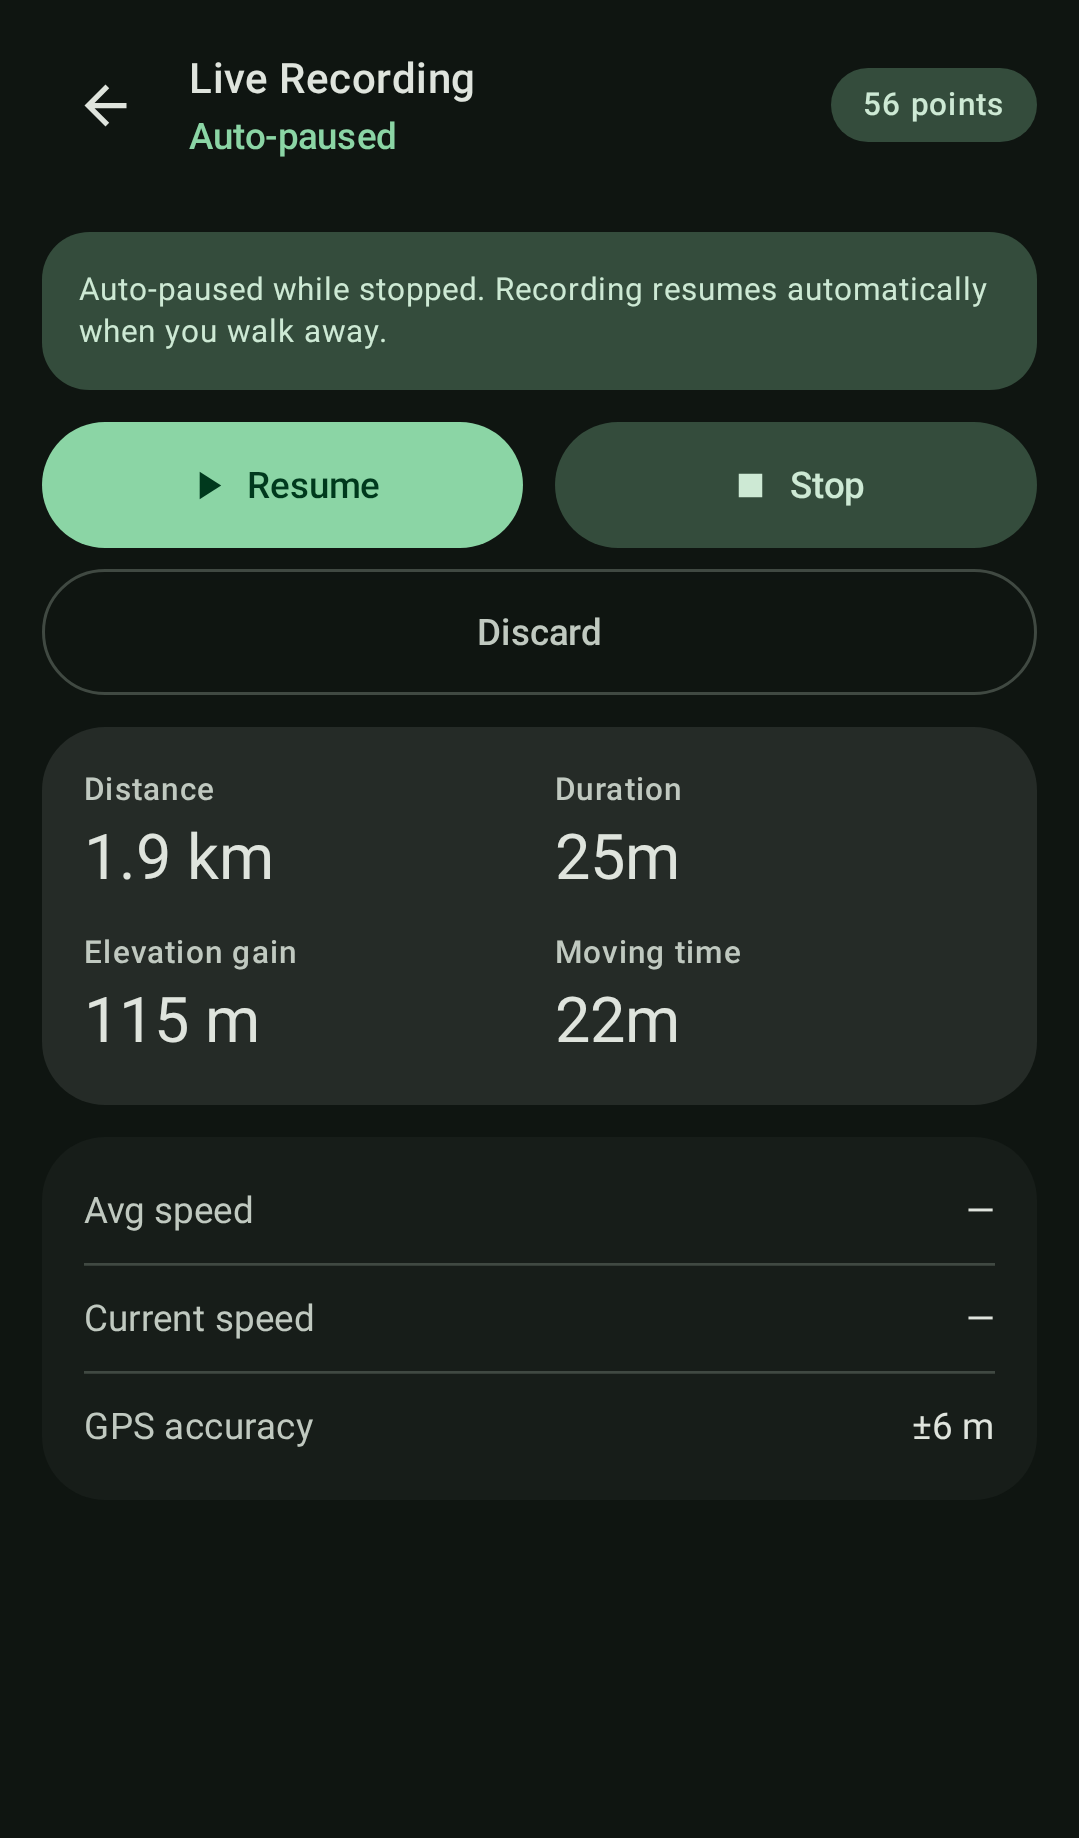 Live Recording
Auto-paused
56 points
Auto-paused while stopped. Recording resumes automatically
when you walk away.
Resume
Stop
Discard
Distance
1.9 km
Duration
25m
Elevation gain
115 m
Moving time
22m
Avg speed
—
Current speed
—
GPS accuracy
±6 m